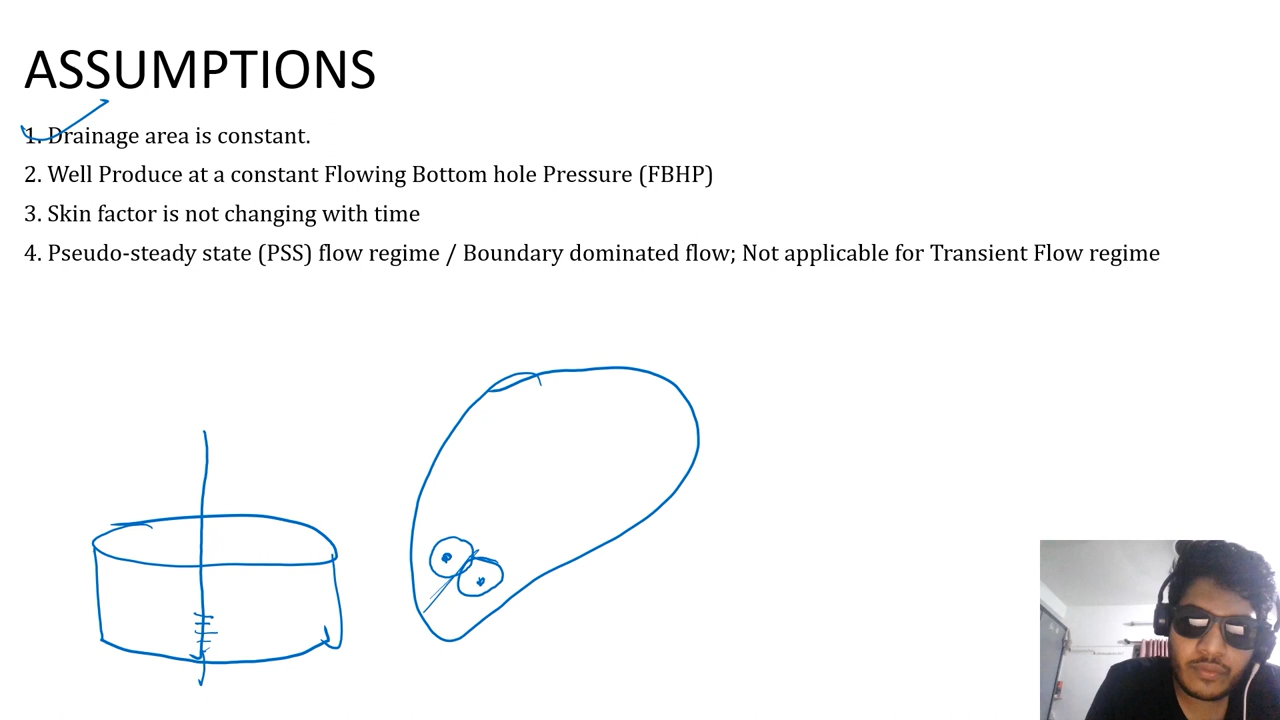 ASSUMPTIONS
1. Drainage area is constant.
2. Well Produce at a constant Flowing Bottom hole Pressure (FBHP)
3. Skin factor is not changing with time
4. Pseudo-steady state (PSS) flow regime / Boundary dominated flow; Not applicable for Transient Flow regime